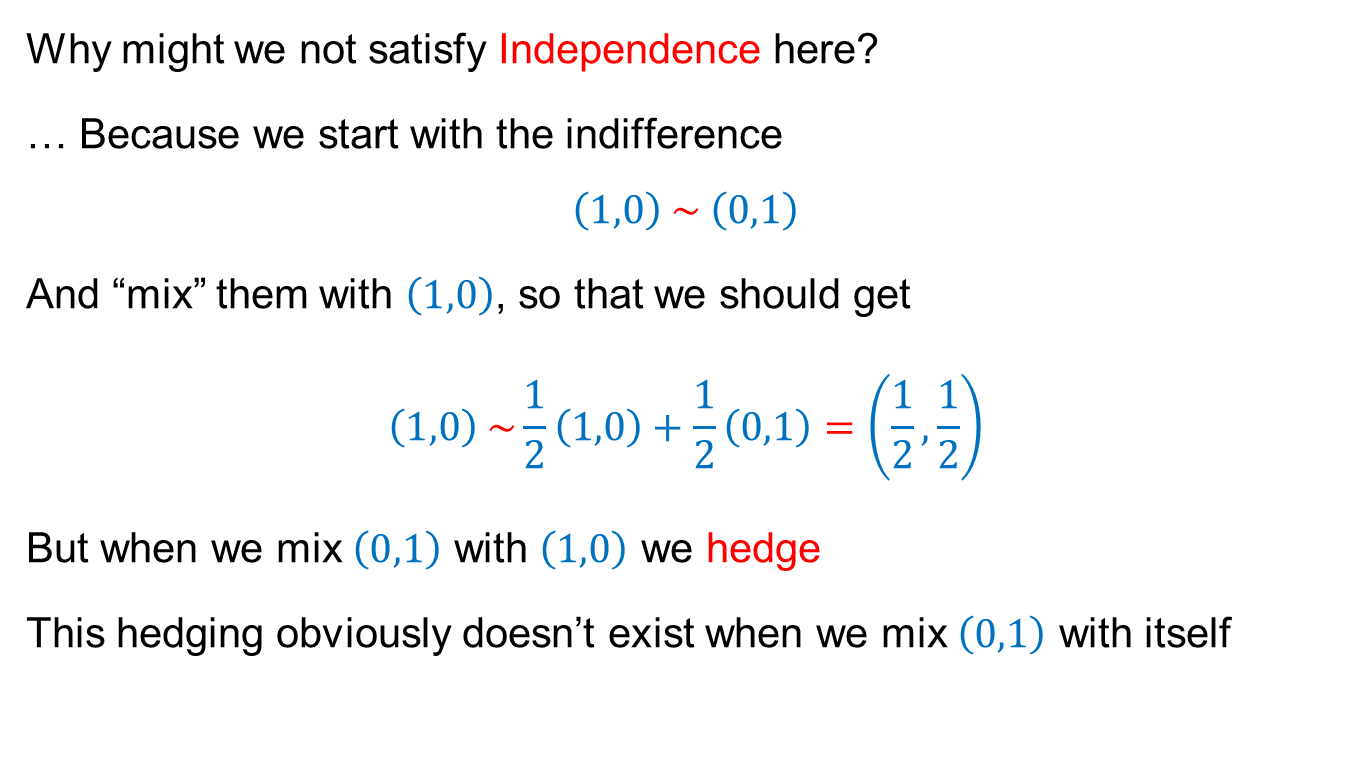 Why might we not satisfy Independence here?
… Because we start with the indifference
(1,0) ~ (0,1)
And “mix” them with (1,0), so that we should get
(1,0) ~ 1/2 (1,0) + 1/2 (0,1) = (1/2, 1/2)
But when we mix (0,1) with (1,0) we hedge
This hedging obviously doesn’t exist when we mix (0,1) with itself